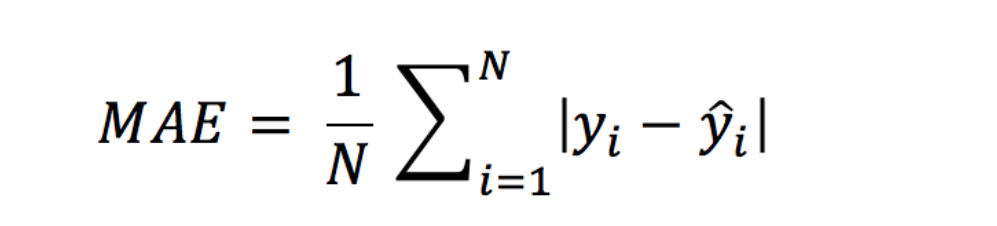 MAE = 1/N ∑_{i=1}^{N} |y_i − ŷ_i|